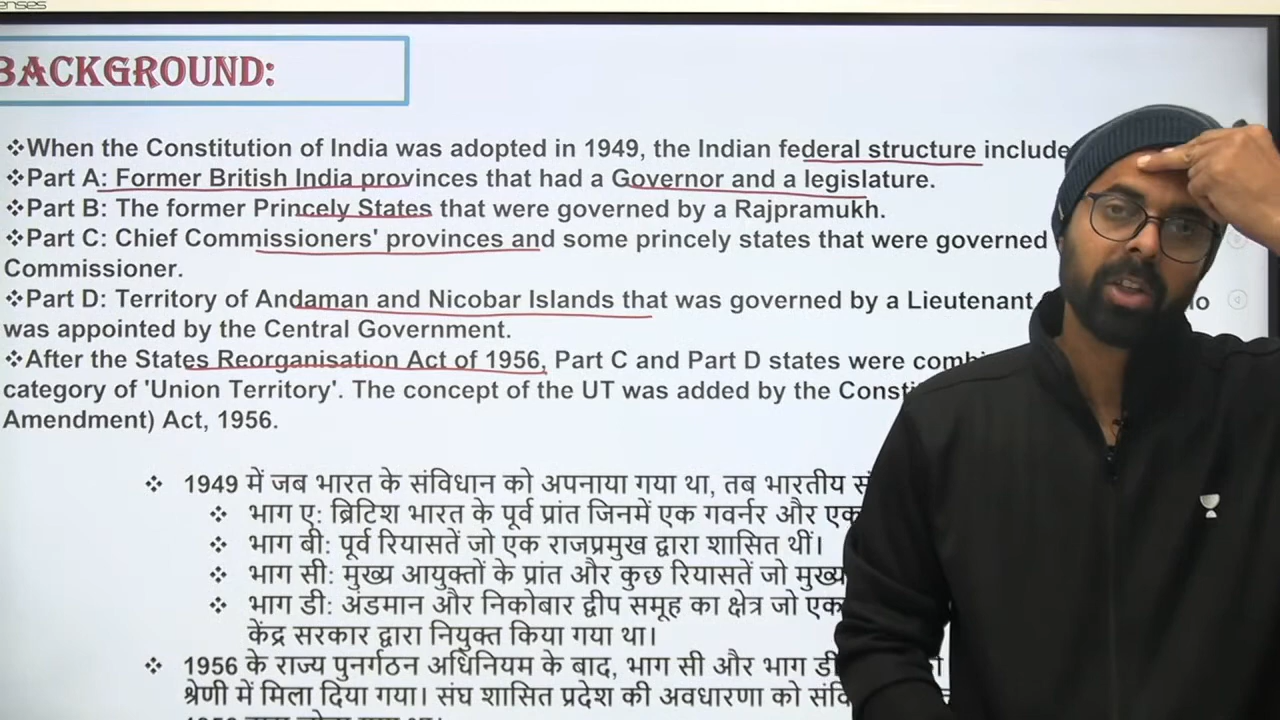 enses
BACKGROUND:
❖When the Constitution of India was adopted in 1949, the Indian federal structure include
❖Part A: Former British India provinces that had a Governor and a legislature.
❖Part B: The former Princely States that were governed by a Rajpramukh.
❖Part C: Chief Commissioners' provinces and some princely states that were governed
Commissioner.
❖Part D: Territory of Andaman and Nicobar Islands that was governed by a Lieutenant
was appointed by the Central Government.
❖After the States Reorganisation Act of 1956, Part C and Part D states were comb
category of 'Union Territory'. The concept of the UT was added by the Consti
Amendment) Act, 1956.
❖ 1949 में जब भारत के संविधान को अपनाया गया था, तब भारतीय
❖ भाग ए: ब्रिटिश भारत के पूर्व प्रांत जिनमें एक गवर्नर और एक
❖ भाग बी: पूर्व रियासतें जो एक राजप्रमुख द्वारा शासित थीं।
❖ भाग सी: मुख्य आयुक्तों के प्रांत और कुछ रियासतें जो मुख्य
❖ भाग डी: अंडमान और निकोबार द्वीप समूह का क्षेत्र जो एक
केंद्र सरकार द्वारा नियुक्त किया गया था।
❖ 1956 के राज्य पुनर्गठन अधिनियम के बाद, भाग सी और भाग डी
श्रेणी में मिला दिया गया। संघ शासित प्रदेश की अवधारणा को संवि